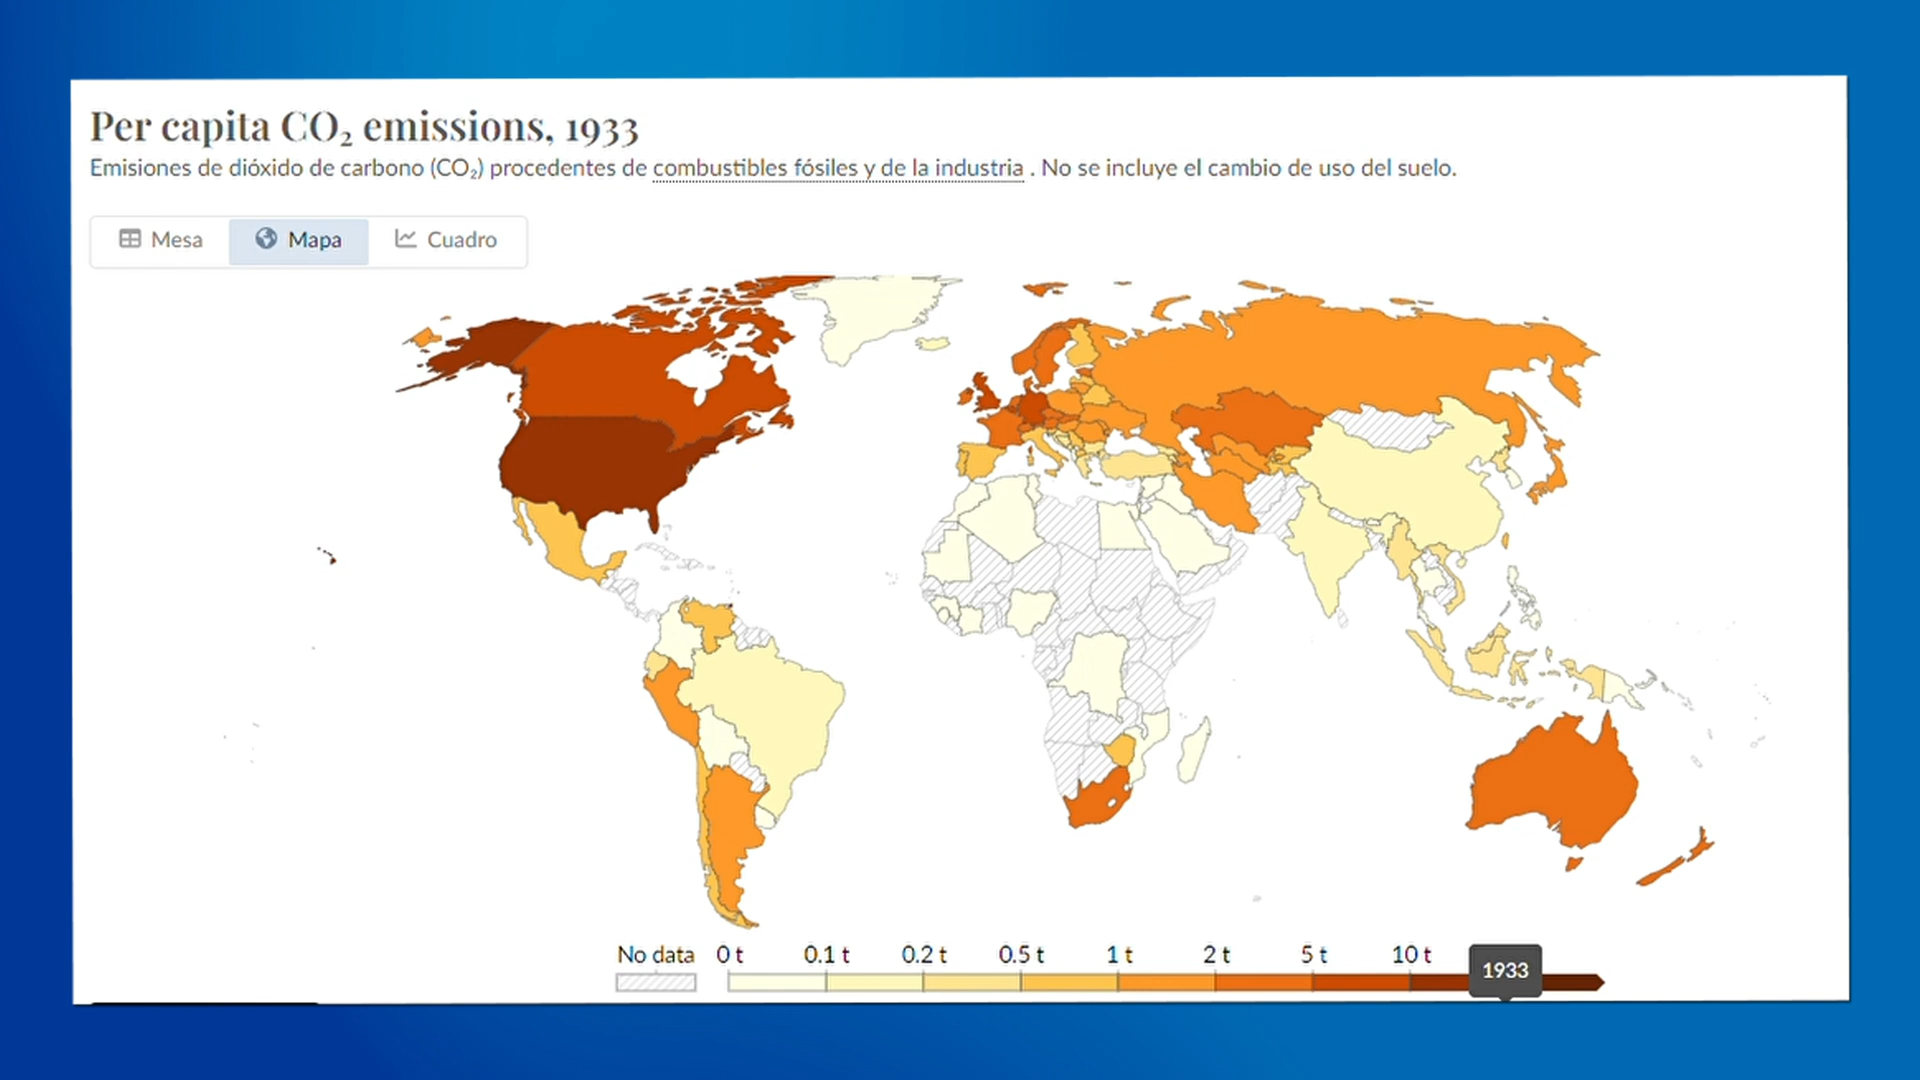 Per capita CO₂ emissions, 1933
Emisiones de dióxido de carbono (CO₂) procedentes de combustibles fósiles y de la industria . No se incluye el cambio de uso del suelo.
Mesa Mapa Cuadro
No data 0 t 0.1 t 0.2 t 0.5 t 1 t 2 t 5 t 10 t
1933